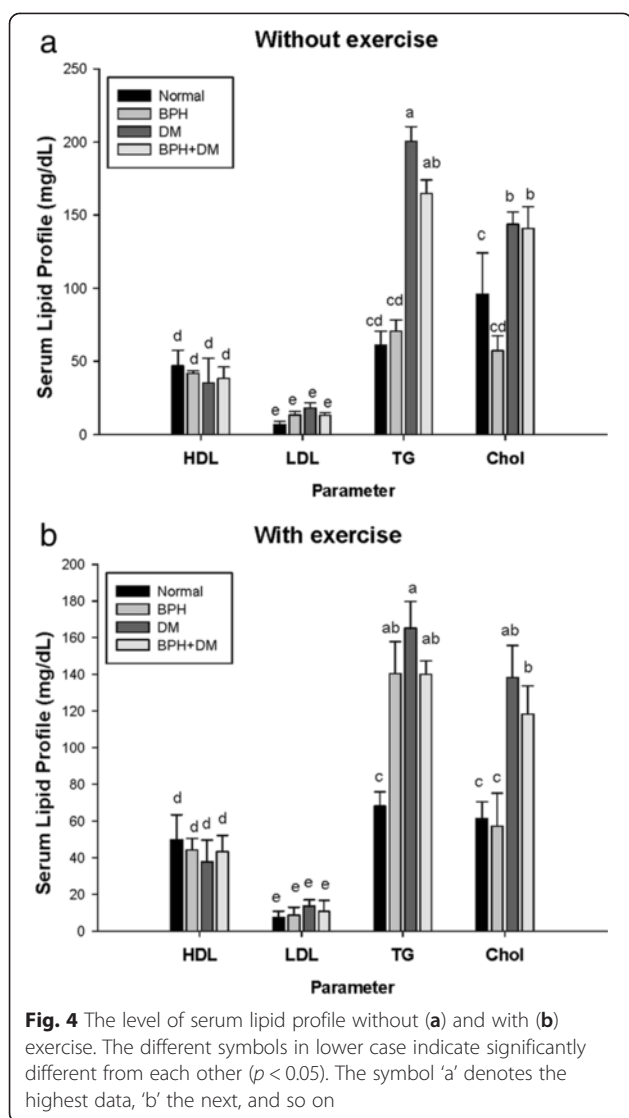 a
Without exercise
250
200
150
100
50
0
Serum Lipid Profile (mg/dL)
Normal
BPH
DM
BPH+DM
d d d d
e e e e
cd cd a ab
c cd b b
HDL LDL TG Chol
Parameter
b
With exercise
200
180
160
140
120
100
80
60
40
20
0
Serum Lipid Profile (mg/dL)
Normal
BPH
DM
BPH+DM
d d d d
e e e e
c ab a ab
c c ab b
HDL LDL TG Chol
Parameter
Fig. 4 The level of serum lipid profile without (a) and with (b)
exercise. The different symbols in lower case indicate significantly
different from each other (p < 0.05). The symbol ‘a’ denotes the
highest data, ‘b’ the next, and so on